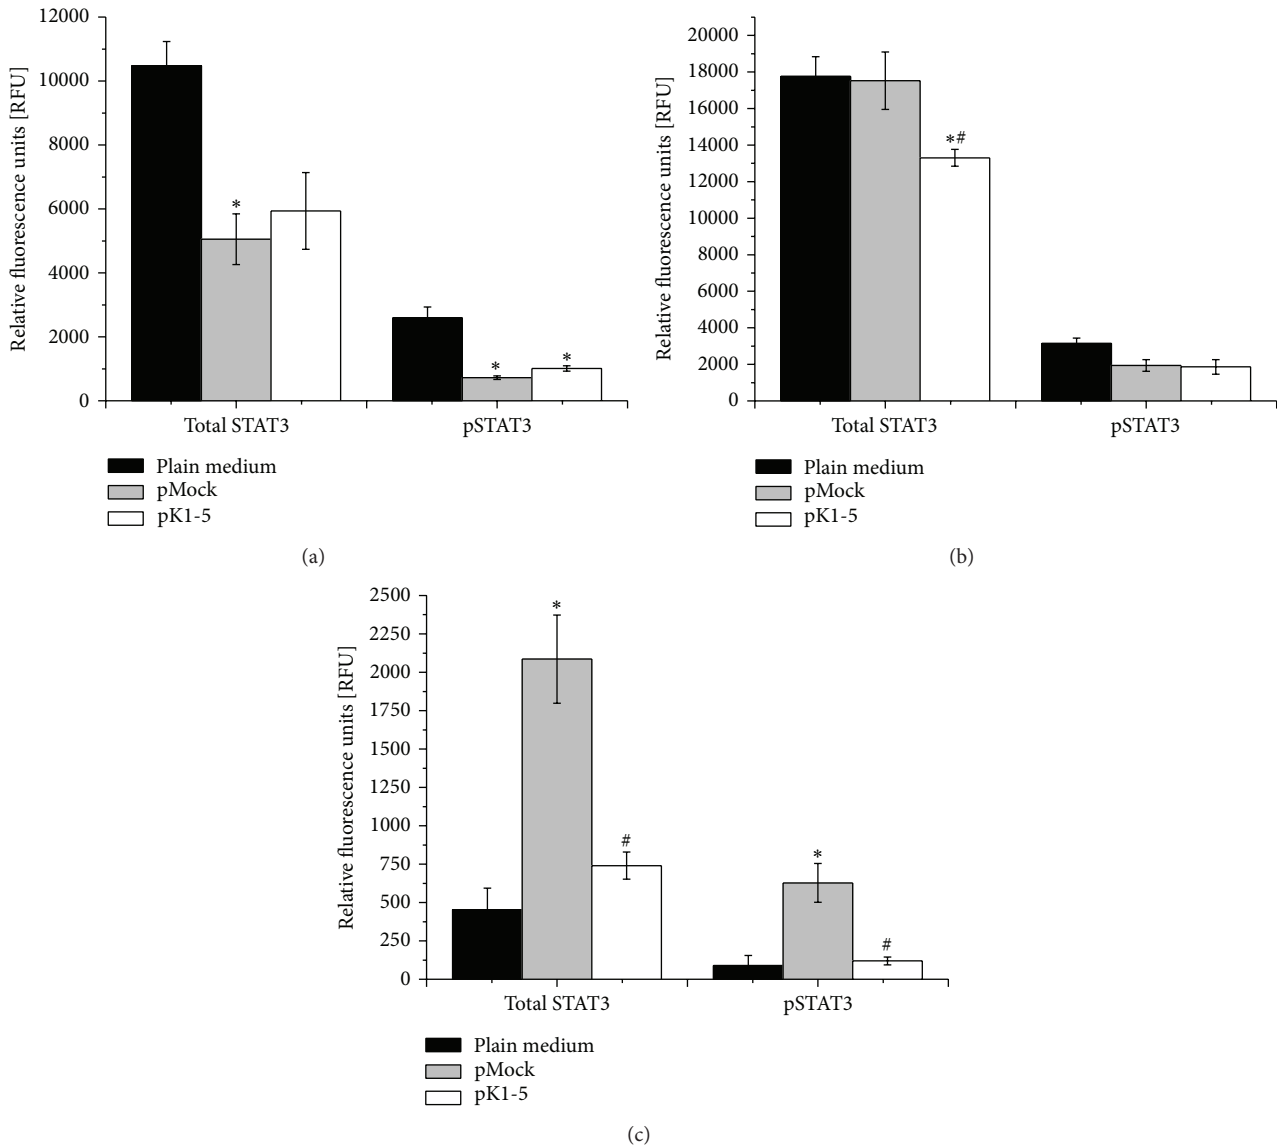 12000
10000
8000
6000
4000
2000
0
Relative fluorescence units [RFU]
*
*
*
Total STAT3 pSTAT3
Plain medium
pMock
pK1-5
(a)
20000
18000
16000
14000
12000
10000
8000
6000
4000
2000
0
Relative fluorescence units [RFU]
*#
Total STAT3 pSTAT3
Plain medium
pMock
pK1-5
(b)
2500
2250
2000
1750
1500
1250
1000
750
500
250
0
Relative fluorescence units [RFU]
*
#
*
#
Total STAT3 pSTAT3
Plain medium
pMock
pK1-5
(c)